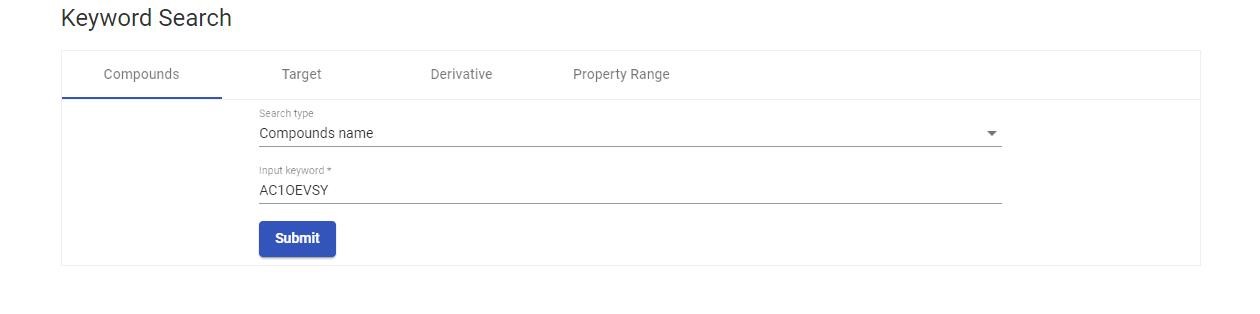 Keyword Search
Compounds Target Derivative Property Range
Search type
Compounds name
Input keyword *
AC1OEVSY
Submit